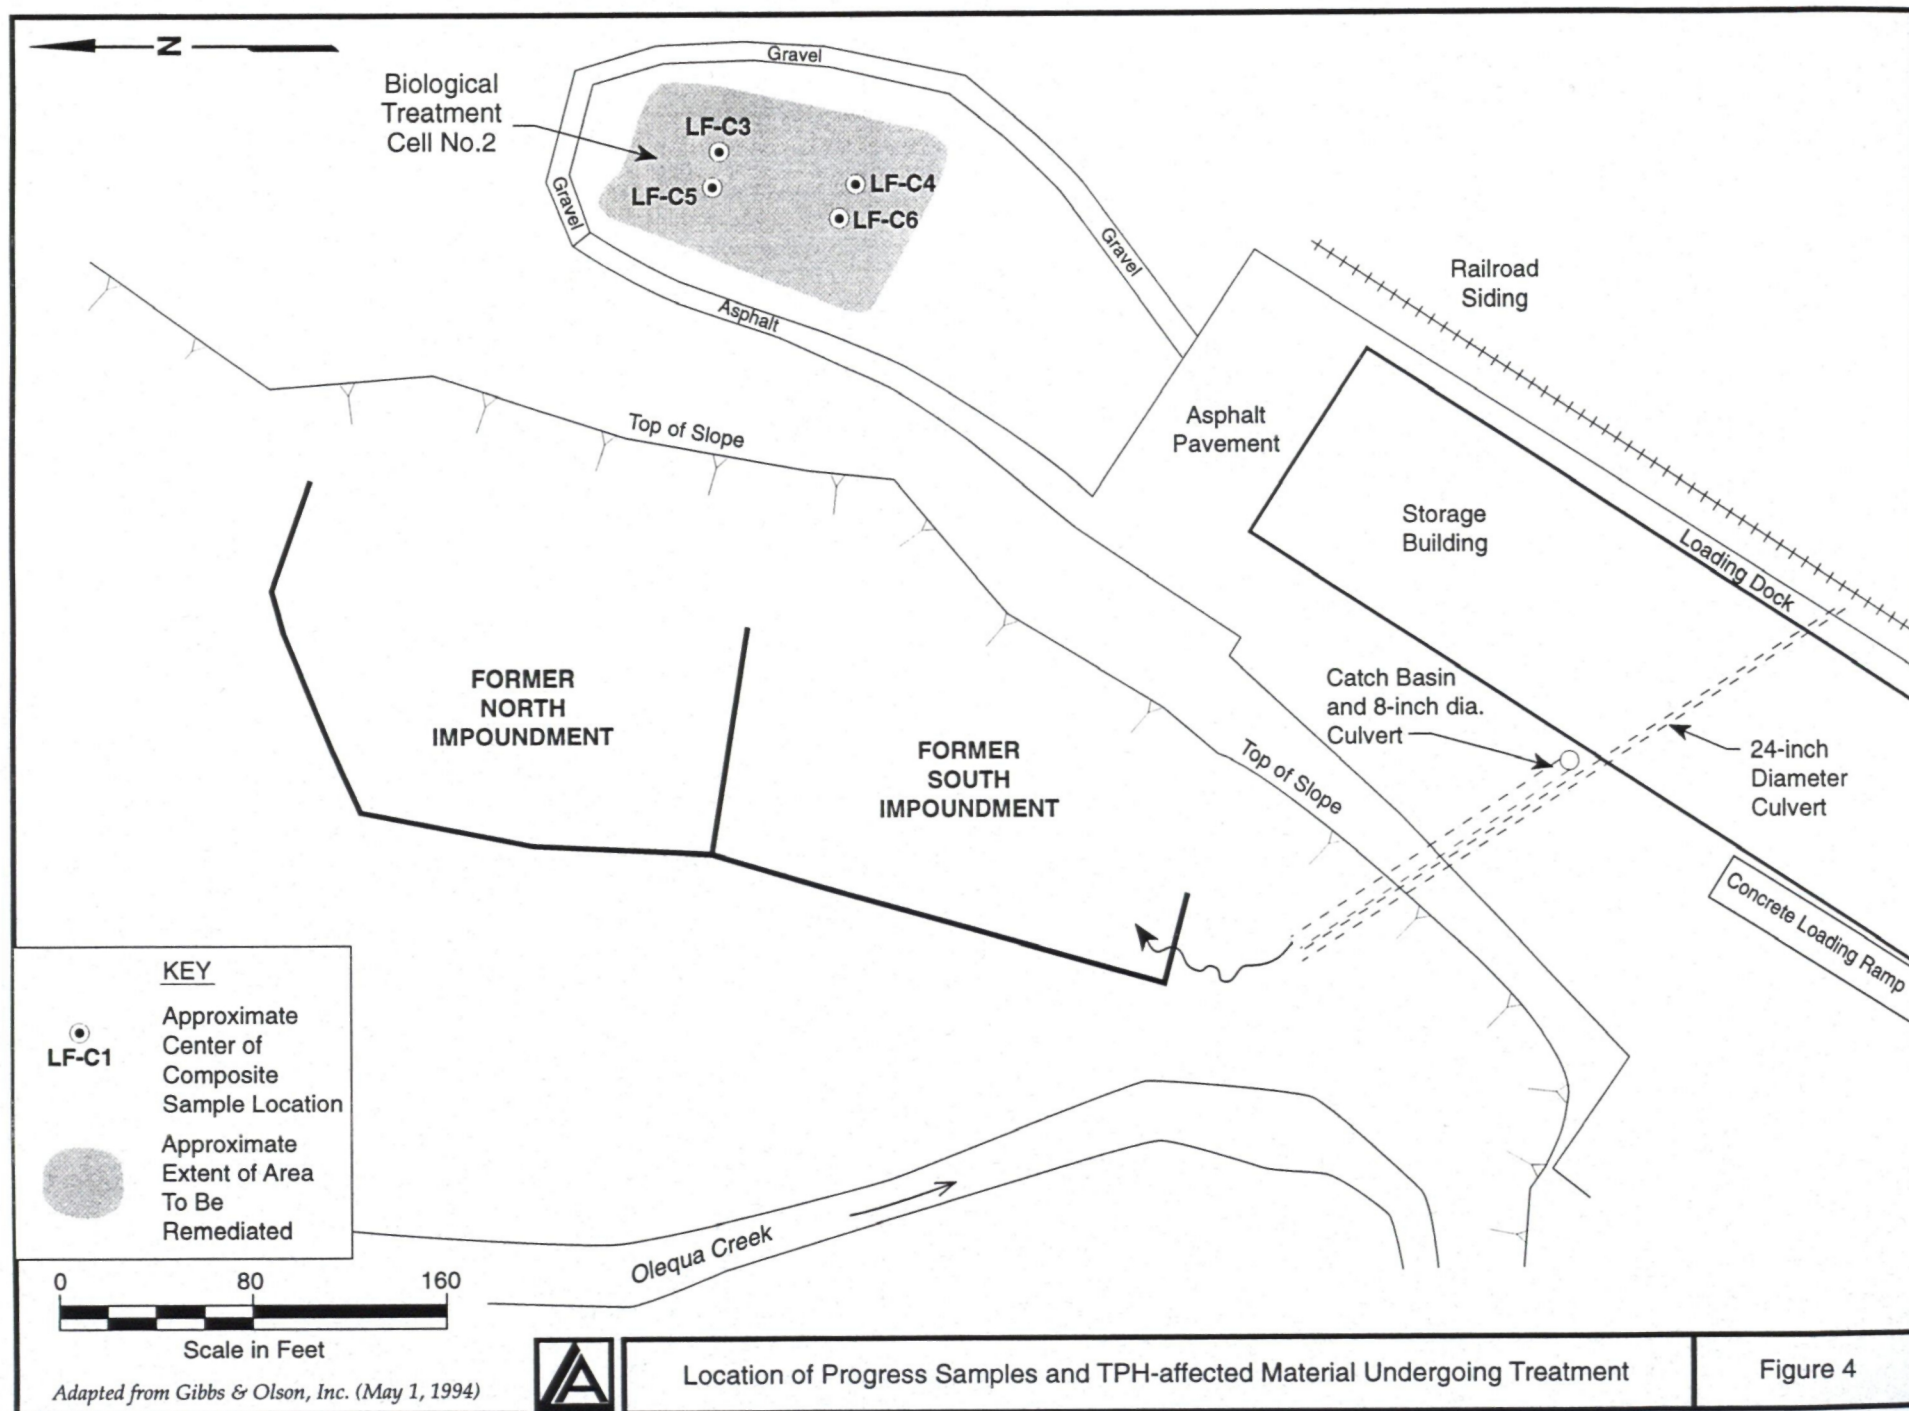 N
Gravel
Biological
Treatment
Cell No.2
LF-C3
LF-C5
LF-C4
LF-C6
Gravel
Gravel
Asphalt
Railroad
Siding
Asphalt
Pavement
Top of Slope
Storage
Building
Loading Dock
FORMER
NORTH
IMPOUNDMENT
FORMER
SOUTH
IMPOUNDMENT
Catch Basin
and 8-inch dia.
Culvert
Top of Slope
24-inch
Diameter
Culvert
Concrete Loading Ramp
KEY
LF-C1
Approximate
Center of
Composite
Sample Location
Approximate
Extent of Area
To Be
Remediated
Olequa Creek
0 80 160
Scale in Feet
Adapted from Gibbs & Olson, Inc. (May 1, 1994)
Location of Progress Samples and TPH-affected Material Undergoing Treatment
Figure 4